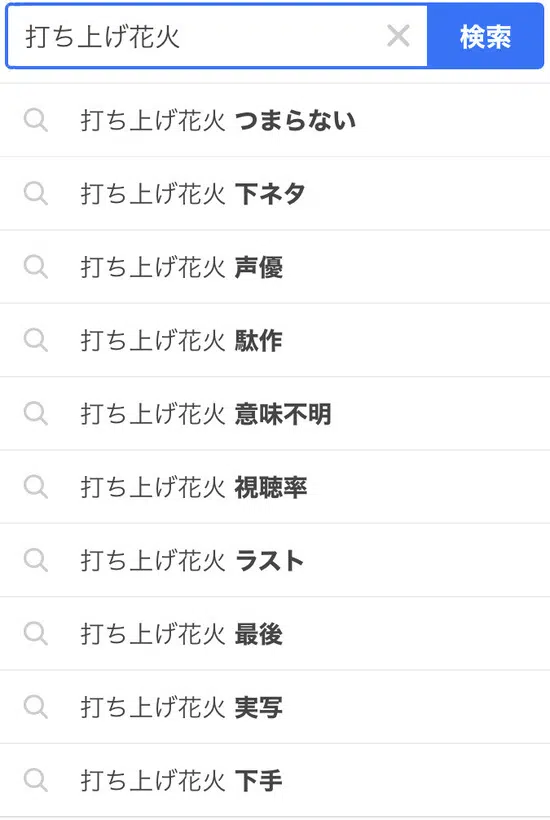 打ち上げ花火 検索
打ち上げ花火 つまらない
打ち上げ花火 下ネタ
打ち上げ花火 声優
打ち上げ花火 駄作
打ち上げ花火 意味不明
打ち上げ花火 視聴率
打ち上げ花火 ラスト
打ち上げ花火 最後
打ち上げ花火 実写
打ち上げ花火 下手